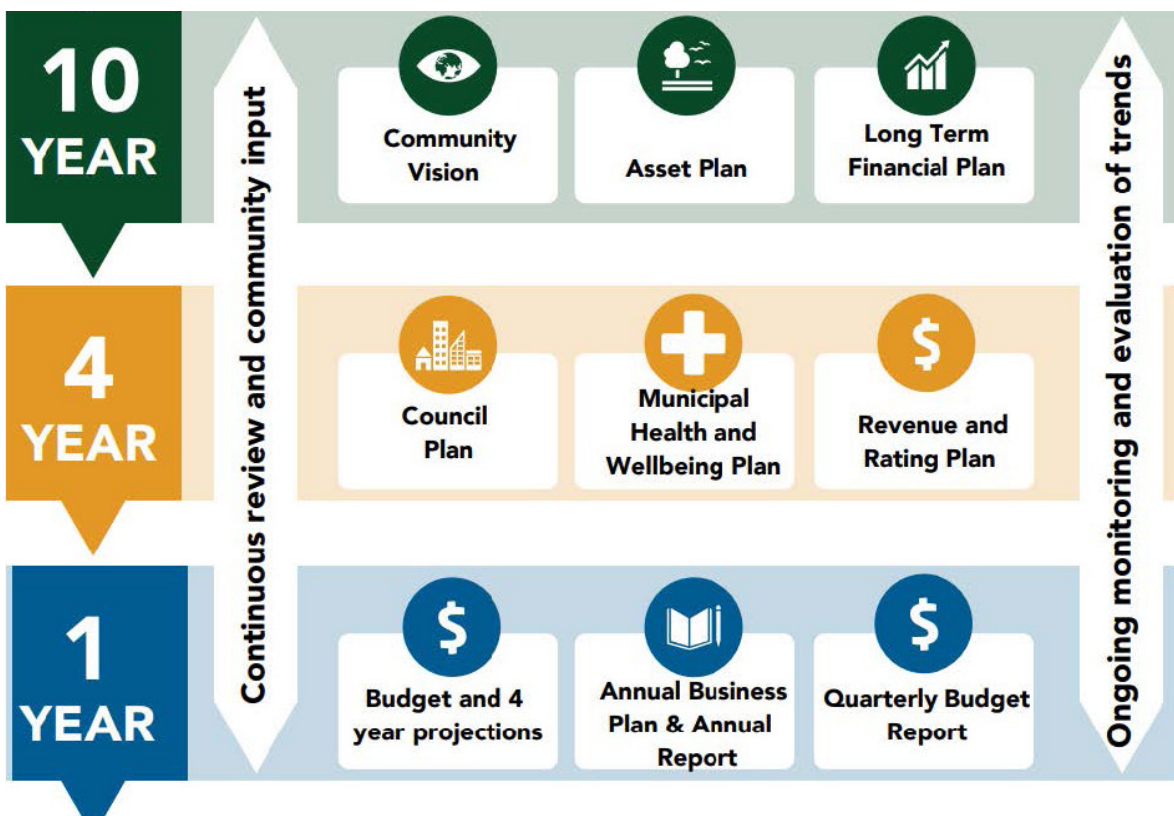 10
YEAR
Continuous review and community input
Community
Vision
Asset Plan
Long Term
Financial Plan
Ongoing monitoring and evaluation of trends
4
YEAR
Council
Plan
Municipal
Health and
Wellbeing Plan
$
Revenue and
Rating Plan
1
YEAR
$
Budget and 4
year projections
Annual Business
Plan & Annual
Report
$
Quarterly Budget
Report